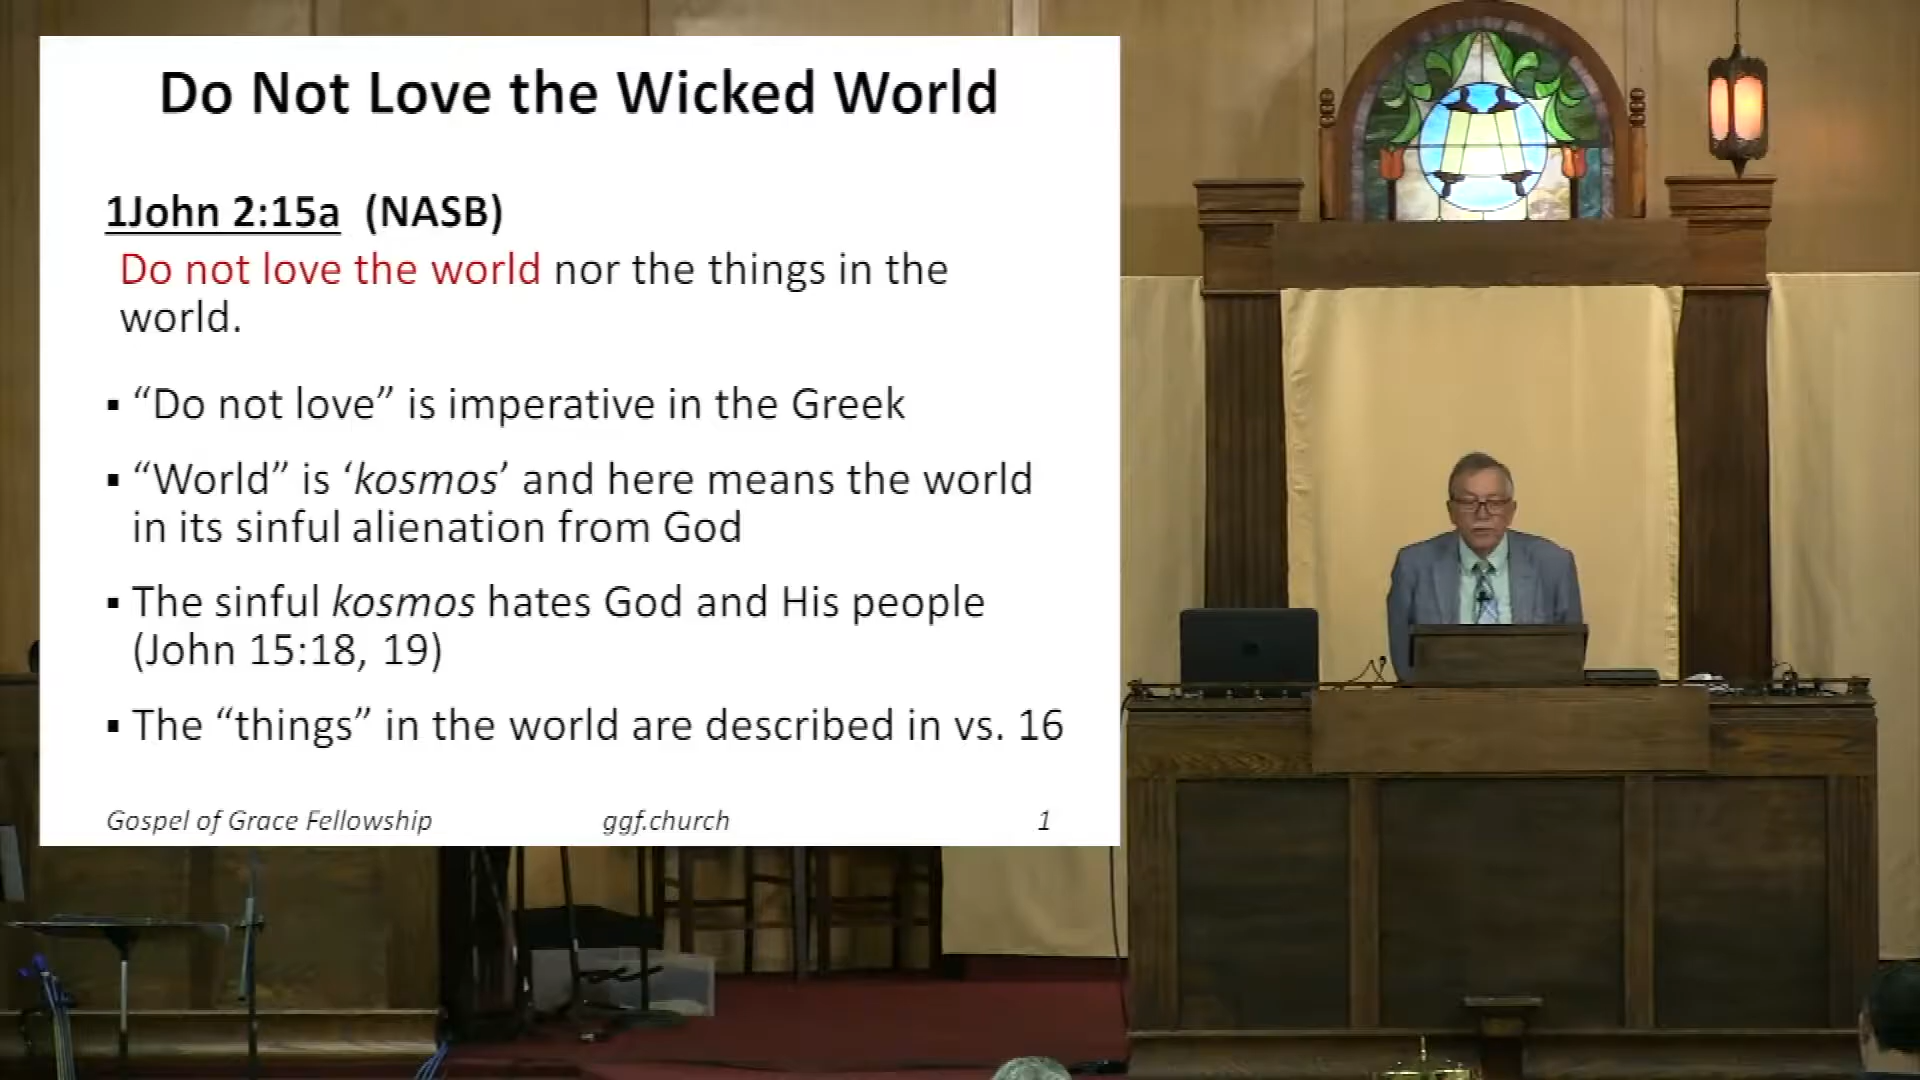 Do Not Love the Wicked World
1John 2:15a (NASB)
Do not love the world nor the things in the
world.
▪ “Do not love” is imperative in the Greek
▪ “World” is ‘kosmos’ and here means the world
in its sinful alienation from God
▪ The sinful kosmos hates God and His people
(John 15:18, 19)
▪ The “things” in the world are described in vs. 16
Gospel of Grace Fellowship ggf.church 1